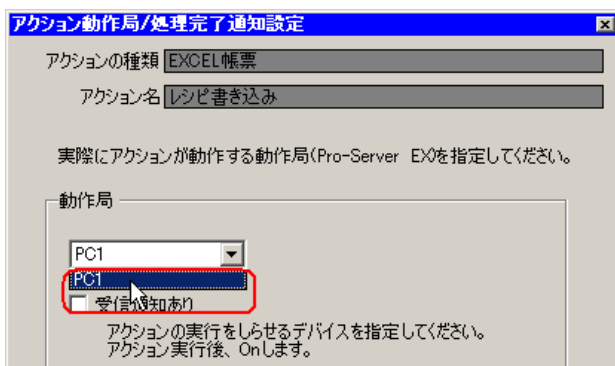 アクション動作局/処理完了通知設定
アクションの種類 EXCEL帳票
アクション名 レシピ書き込み
実際にアクションが動作する動作局(Pro-Server EX)を指定してください。
動作局
PC1
PC1
受信通知あり
アクションの実行をしらせるデバイスを指定してください。
アクション実行後、Onします。